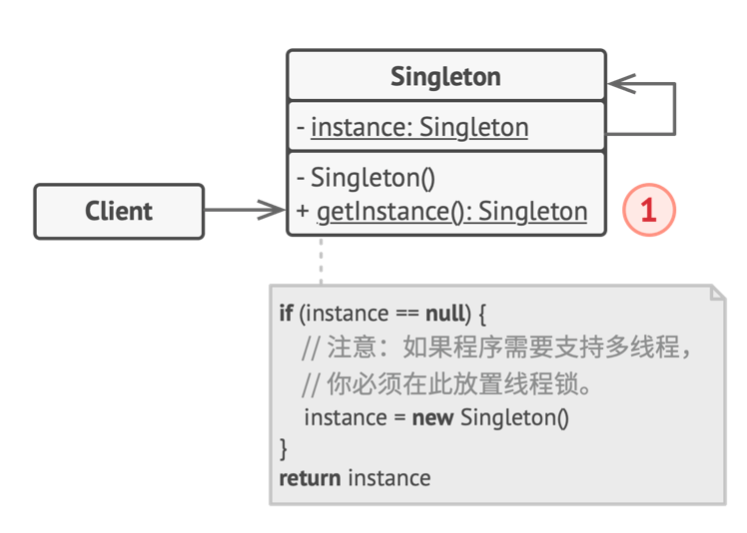 Singleton
- instance: Singleton
- Singleton()
Client
+ getInstance(): Singleton
1
if (instance == null) {
// 注意：如果程序需要支持多线程，
// 你必须在此放置线程锁。
instance = new Singleton()
}
return instance